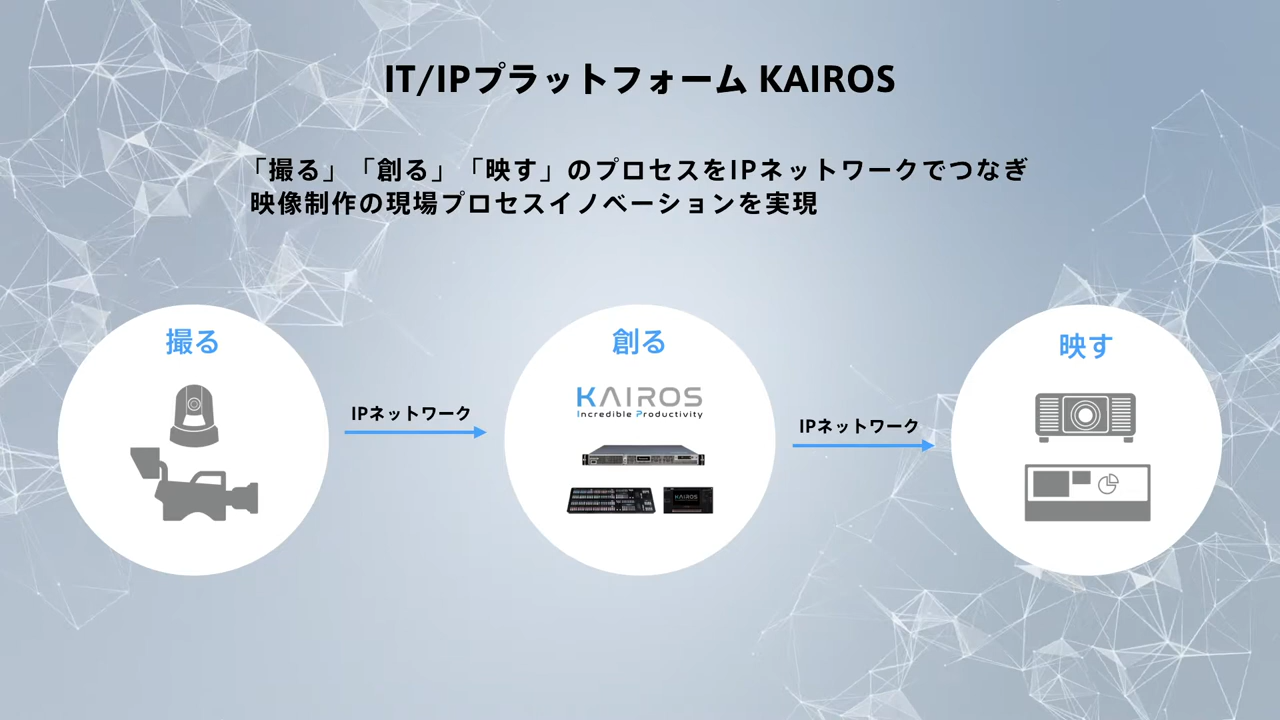 IT/IPプラットフォーム KAIROS
「撮る」「創る」「映す」のプロセスをIPネットワークでつなぎ
映像制作の現場プロセスイノベーションを実現
撮る
IPネットワーク
創る
KAIROS
Incredible Productivity
KAIROS
IPネットワーク
映す